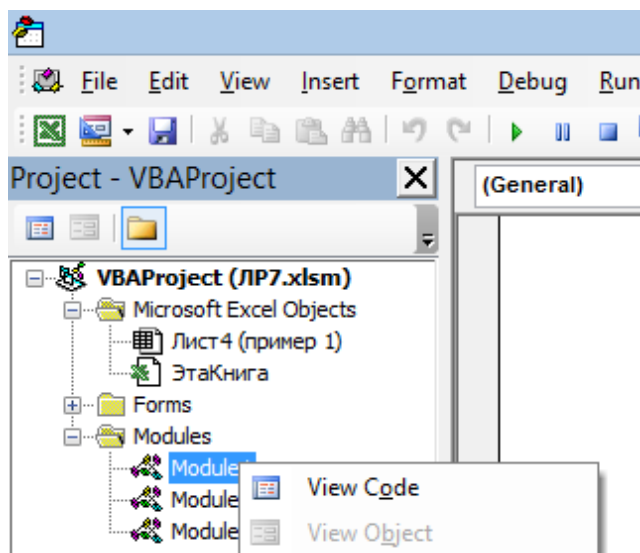 File Edit View Insert Format Debug Run
Project - VBAProject
(General)
VBAProject (ЛР7.xlsm)
Microsoft Excel Objects
Лист4 (пример 1)
ЭтаКнига
Forms
Modules
Module
View Code
Module
Module
View Object